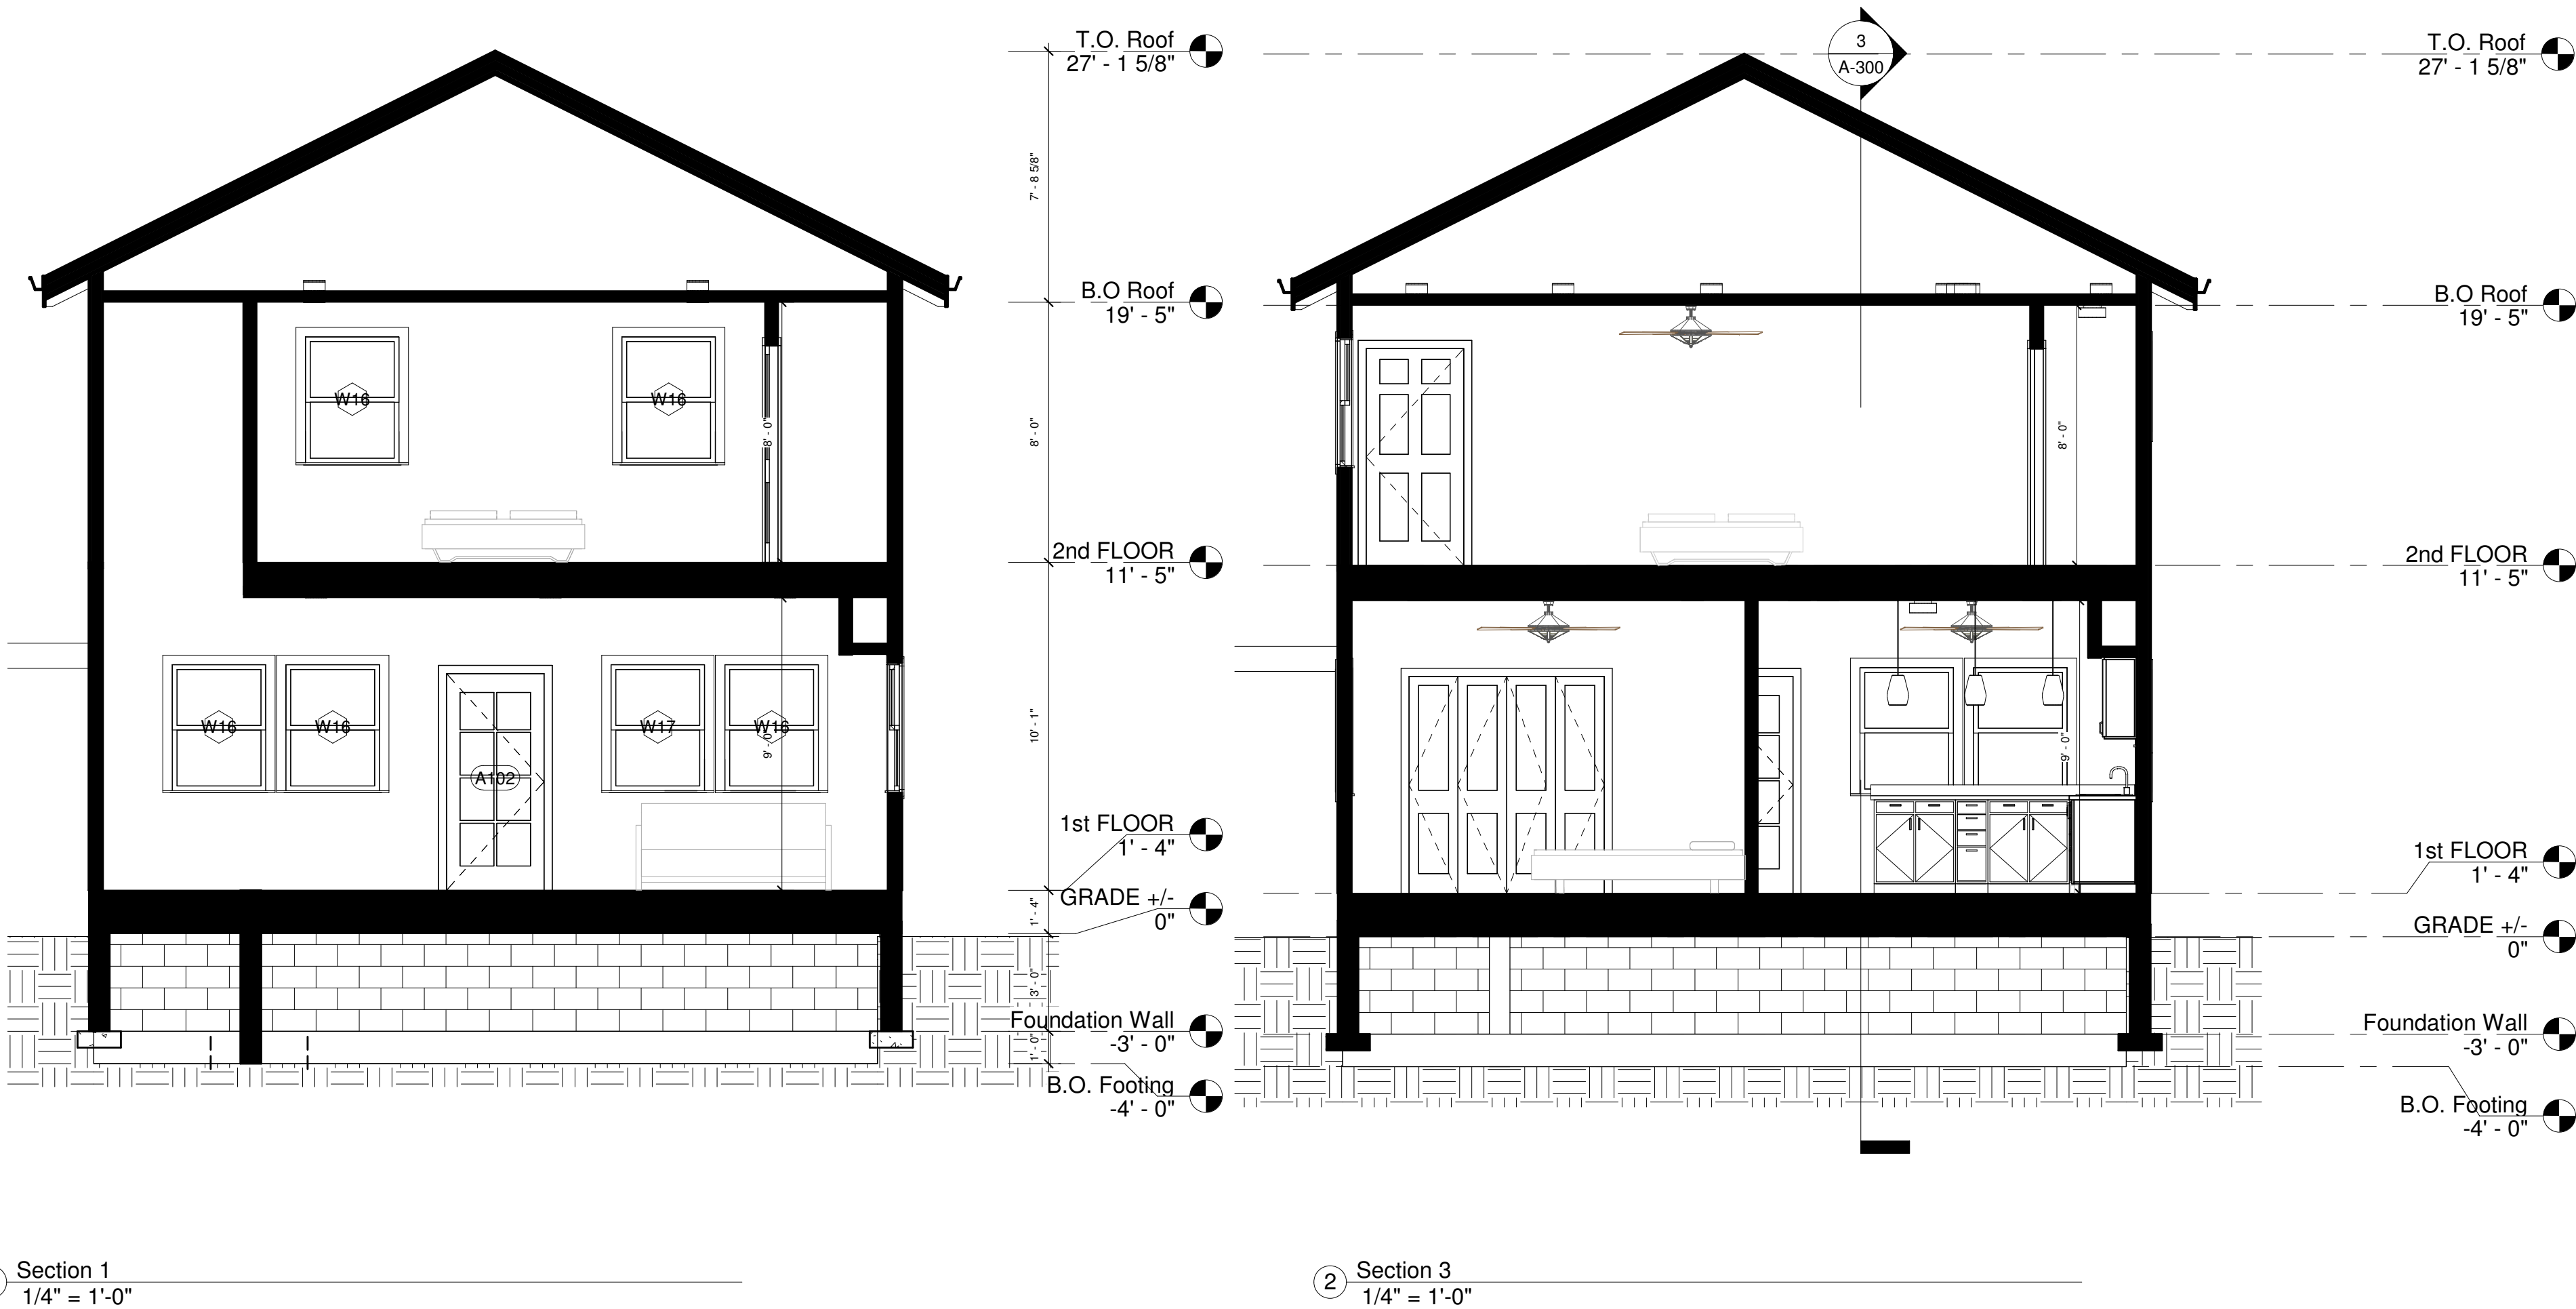 T.O. Roof
27' - 1 5/8"
7' - 8 5/8"
B.O Roof
19' - 5"
W16
W16
8' - 0"
8' - 0"
2nd FLOOR
11' - 5"
W16
W16
A102
W17
W16
9' - 0"
10' - 1"
1st FLOOR
1' - 4"
GRADE +/-
0"
1' - 4"
3' - 0"
Foundation Wall
-3' - 0"
1' - 0"
B.O. Footing
-4' - 0"
Section 1
1/4" = 1'-0"
3
A-300
T.O. Roof
27' - 1 5/8"
B.O Roof
19' - 5"
8' - 0"
2nd FLOOR
11' - 5"
9' - 0"
1st FLOOR
1' - 4"
GRADE +/-
0"
Foundation Wall
-3' - 0"
B.O. Footing
-4' - 0"
2
Section 3
1/4" = 1'-0"